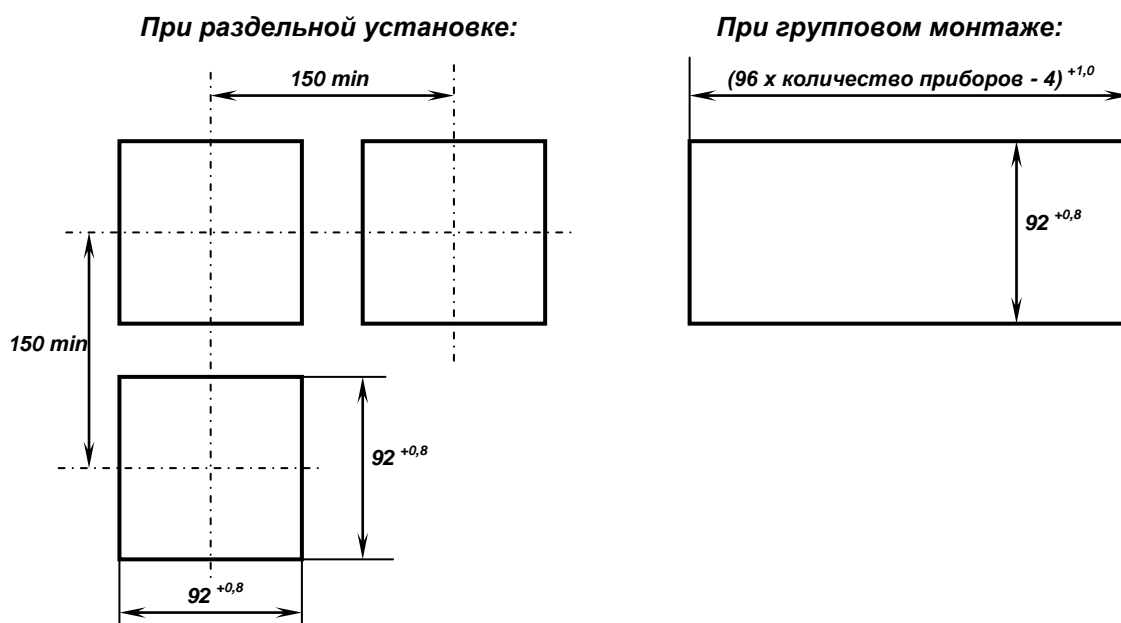 При раздельной установке:
При групповом монтаже:
150 min
(96 x количество приборов - 4) +1,0
92 +0,8
150 min
92 +0,8
92 +0,8